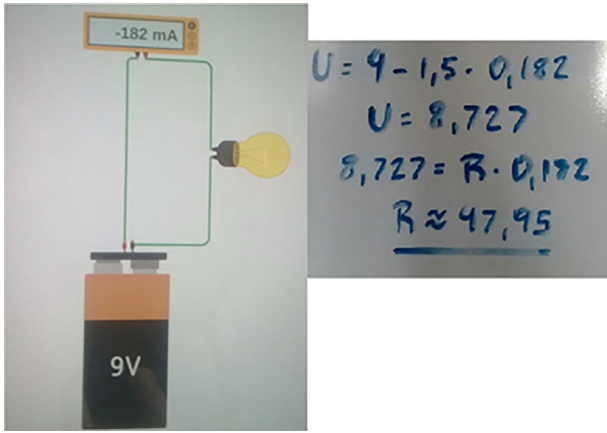 -182 mA
9V
U = 9 - 1,5 · 0,182
U = 8,727
8,727 = R · 0,182
R ≈ 47,95